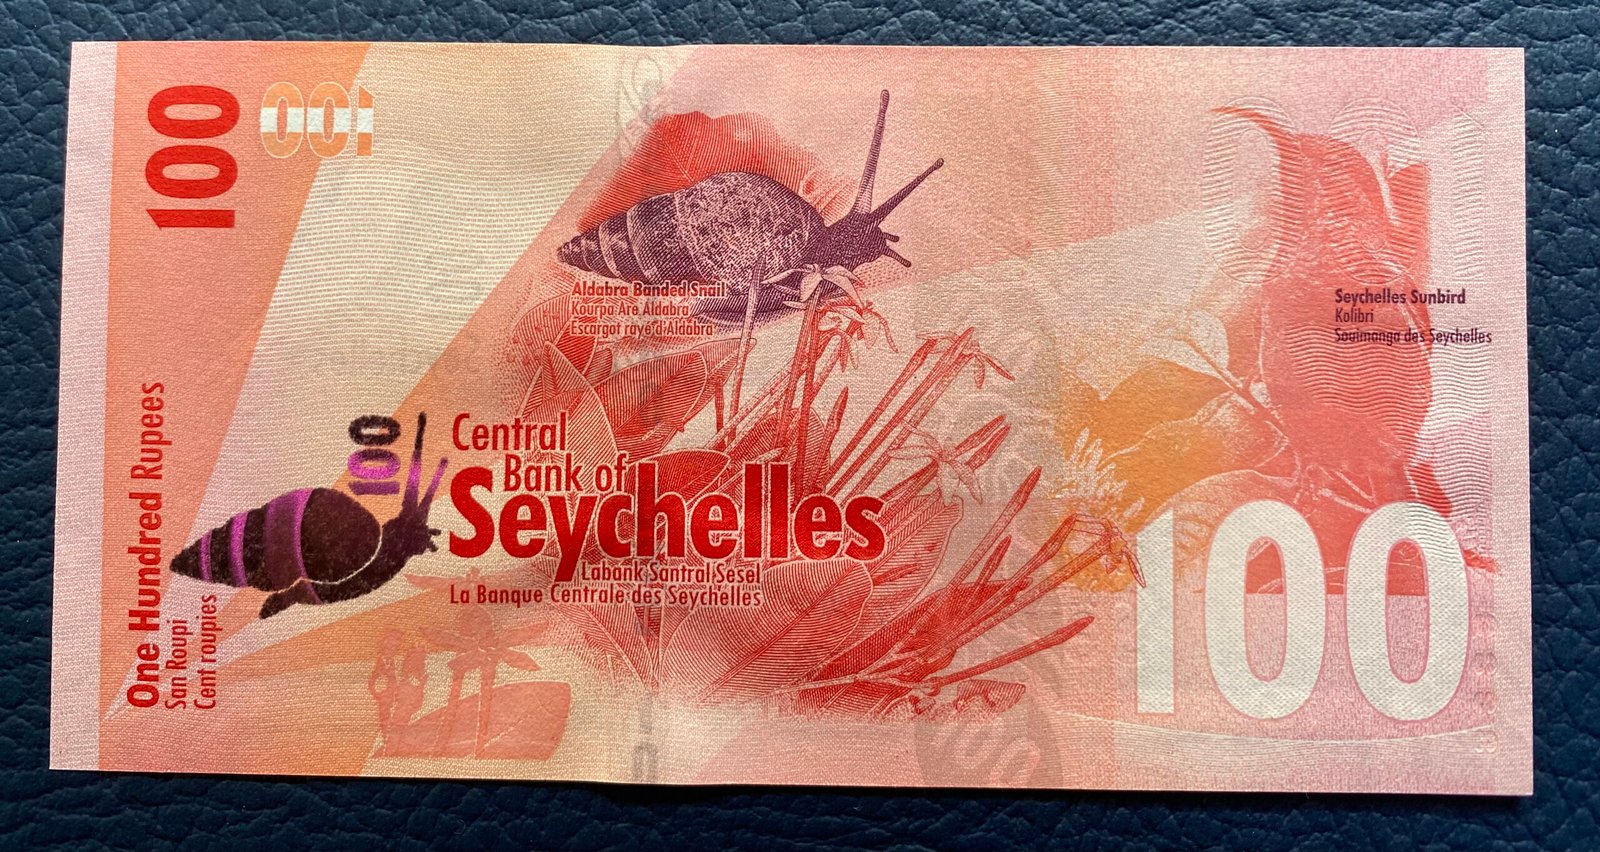 100
100
Aldabra Banded Snail
Kourpa Are Aldabra
Escargot rayé d'Aldabra
Seychelles Sunbird
Kolibri
Souimanga des Seychelles
One Hundred Rupees
San Roupi
Cent roupies
100
Central
Bank of
Seychelles
Labank Santral Sesel
La Banque Centrale des Seychelles
100